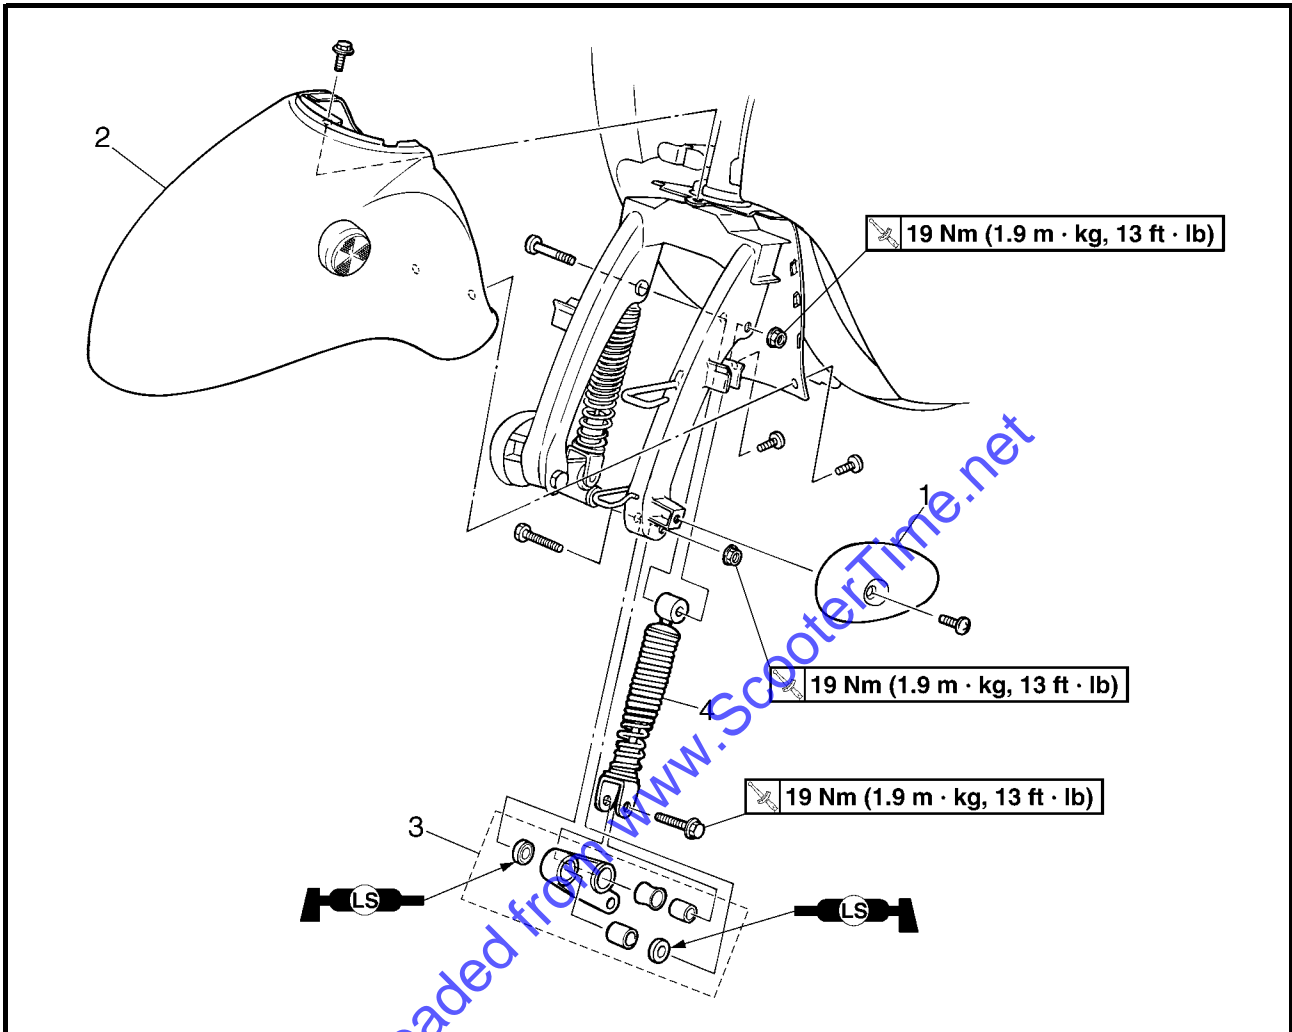 2
19 Nm (1.9 m · kg, 13 ft · lb)
1
19 Nm (1.9 m · kg, 13 ft · lb)
4
19 Nm (1.9 m · kg, 13 ft · lb)
3
LS
LS
eaded from www.ScooterTime.net